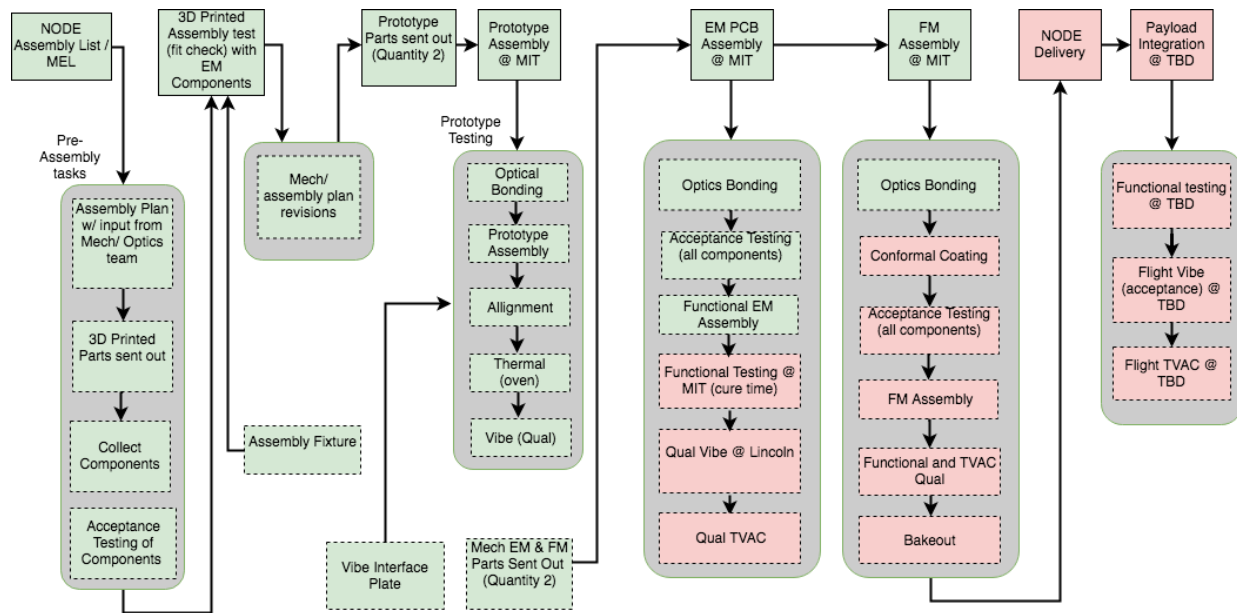 NODE
Assembly List /
MEL
3D Printed
Assembly test
(fit check) with
EM Components
Prototype
Parts sent out
(Quantity 2)
Prototype
Assembly
@ MIT
EM PCB
Assembly
@ MIT
FM
Assembly
@ MIT
NODE
Delivery
Payload
Integration
@ TBD
Pre-
Assembly
tasks
Assembly Plan
w/ input from
Mech/ Optics
team
3D Printed
Parts sent out
Collect
Components
Acceptance
Testing of
Components
Assembly Fixture
Mech/
assembly plan
revisions
Vibe Interface
Plate
Prototype
Testing
Optical
Bonding
Prototype
Assembly
Allignment
Thermal
(oven)
Vibe (Qual)
Mech EM & FM
Parts Sent Out
(Quantity 2)
Optics Bonding
Acceptance Testing
(all components)
Functional EM
Assembly
Functional Testing @
MIT (cure time)
Qual Vibe @ Lincoln
Qual TVAC
Optics Bonding
Conformal Coating
Acceptance Testing
(all components)
FM Assembly
Functional and TVAC
Qual
Bakeout
Functional testing
@ TBD
Flight Vibe
(acceptance) @
TBD
Flight TVAC @
TBD